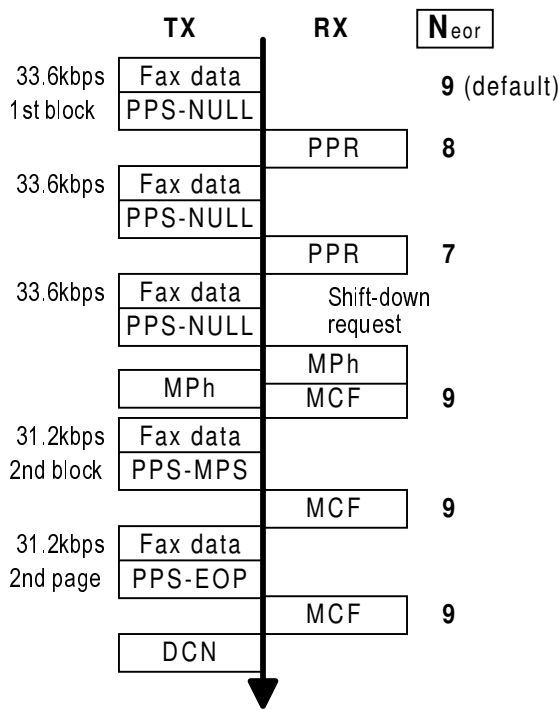 TX RX Neor
33.6kbps Fax data 9 (default)
1st block PPS-NULL
PPR 8
33.6kbps Fax data
PPS-NULL
PPR 7
33.6kbps Fax data Shift-down
PPS-NULL request
MPh
MPh MCF 9
31.2kbps Fax data
2nd block PPS-MPS
MCF 9
31.2kbps Fax data
2nd page PPS-EOP
MCF 9
DCN